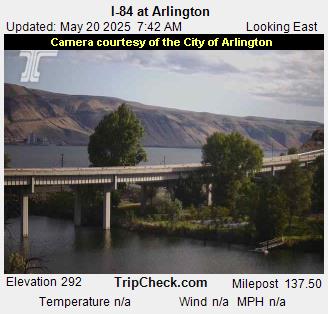 I-84 at Arlington
Updated: May 20 2025 7:42 AM Looking East
Camera courtesy of the City of Arlington
Elevation 292 TripCheck.com Milepost 137.50
Temperature n/a Wind n/a MPH n/a